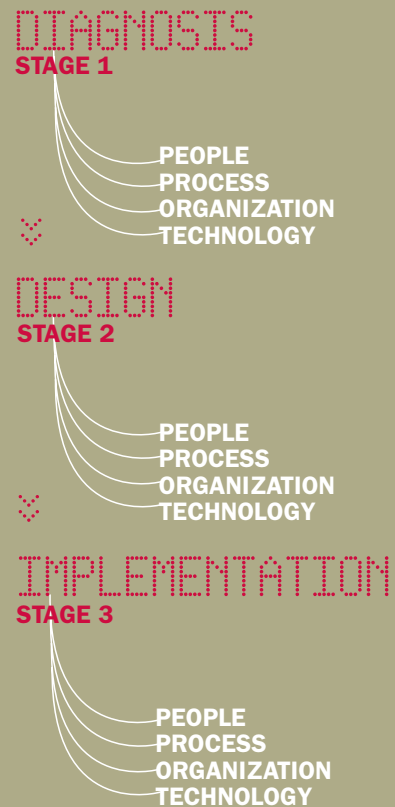 DIAGNOSIS
STAGE 1
PEOPLE
PROCESS
ORGANIZATION
TECHNOLOGY
DESIGN
STAGE 2
PEOPLE
PROCESS
ORGANIZATION
TECHNOLOGY
IMPLEMENTATION
STAGE 3
PEOPLE
PROCESS
ORGANIZATION
TECHNOLOGY